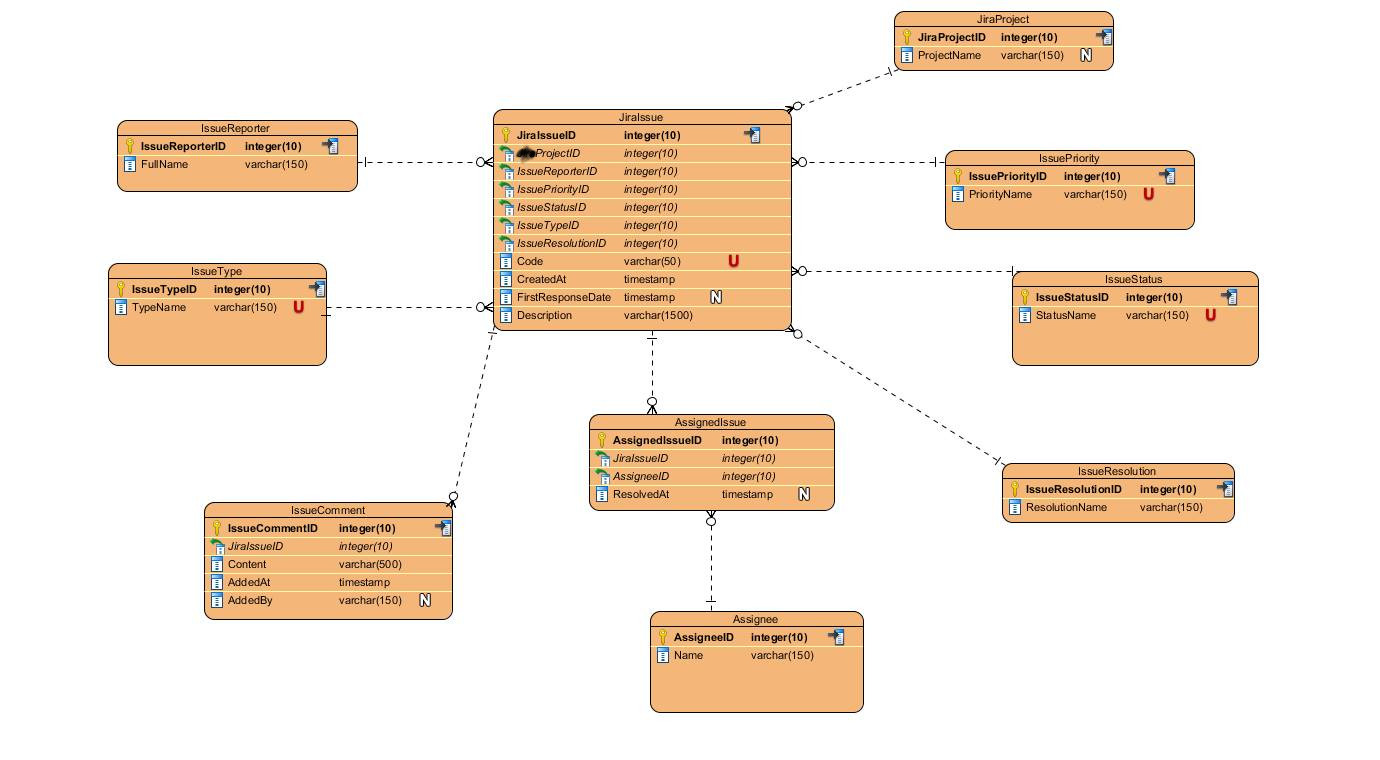 JiraProject
JiraProjectID integer(10)
ProjectName varchar(150) N
JiraIssue
JiraIssueID integer(10)
ProjectID integer(10)
IssueReporterID integer(10)
IssuePriorityID integer(10)
IssueStatusID integer(10)
IssueTypeID integer(10)
IssueResolutionID integer(10)
Code varchar(50) U
CreatedAt timestamp
FirstResponseDate timestamp N
Description varchar(1500)
IssueReporter
IssueReporterID integer(10)
FullName varchar(150)
IssuePriority
IssuePriorityID integer(10)
PriorityName varchar(150) U
IssueType
IssueTypeID integer(10)
TypeName varchar(150) U
IssueStatus
IssueStatusID integer(10)
StatusName varchar(150) U
AssignedIssue
AssignedIssueID integer(10)
JiraIssueID integer(10)
AssigneeID integer(10)
ResolvedAt timestamp N
IssueResolution
IssueResolutionID integer(10)
ResolutionName varchar(150)
IssueComment
IssueCommentID integer(10)
JiraIssueID integer(10)
Content varchar(500)
AddedAt timestamp
AddedBy varchar(150) N
Assignee
AssigneeID integer(10)
Name varchar(150)